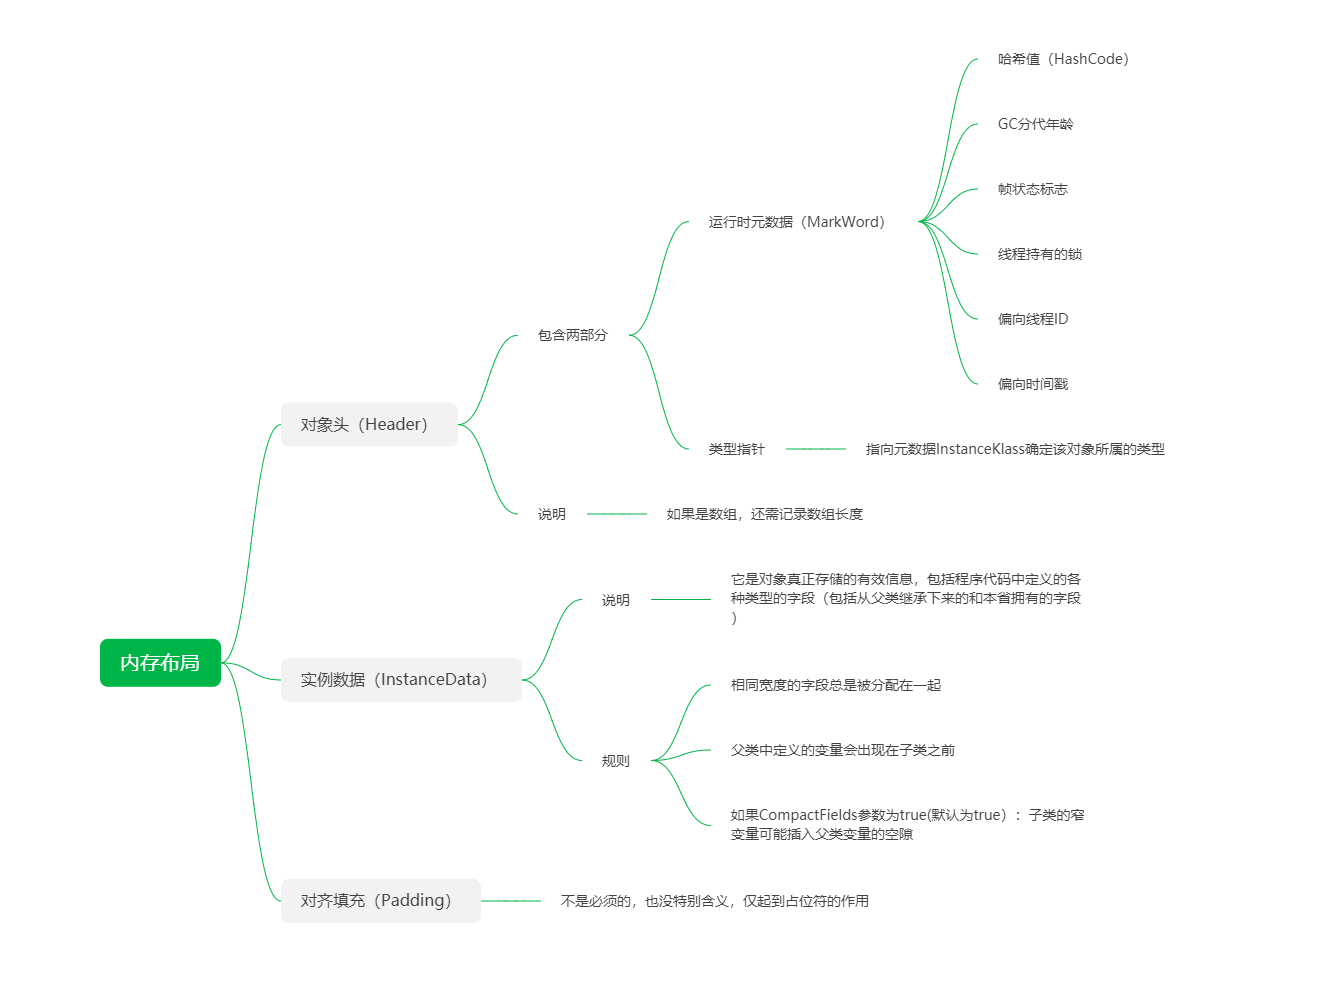 哈希值（HashCode）
GC分代年龄
帧状态标志
运行时元数据（MarkWord）
线程持有的锁
偏向线程ID
包含两部分
偏向时间戳
对象头（Header）
类型指针
指向元数据InstanceKlass确定该对象所属的类型
说明
如果是数组，还需记录数组长度
说明
它是对象真正存储的有效信息，包括程序代码中定义的各
种类型的字段（包括从父类继承下来的和本省拥有的字段
）
内存布局
实例数据（InstanceData）
相同宽度的字段总是被分配在一起
规则
父类中定义的变量会出现在子类之前
如果CompactFields参数为true(默认为true）：子类的窄
变量可能插入父类变量的空隙
对齐填充（Padding）
不是必须的，也没特别含义，仅起到占位符的作用